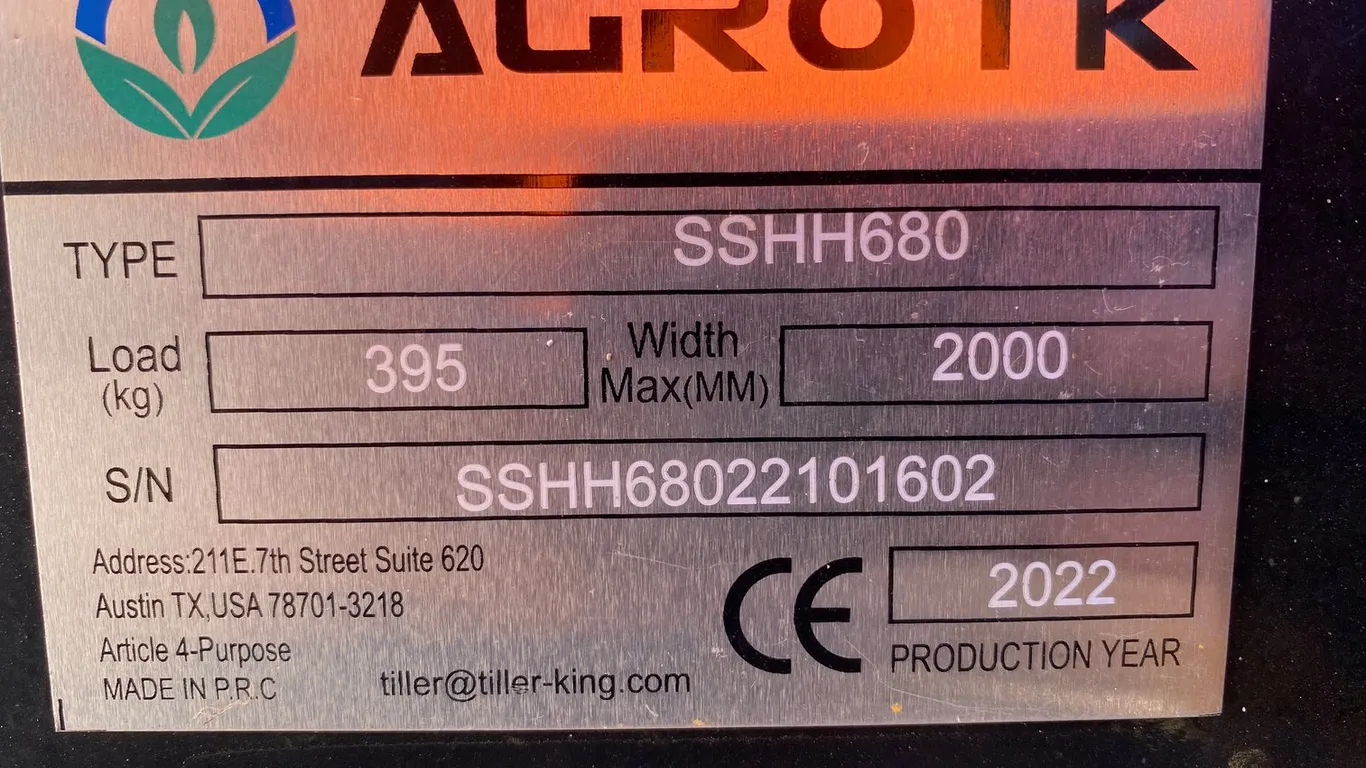 AGROTK
TYPE SSHH680
Load (kg) 395 Width Max(MM) 2000
S/N SSHH68022101602
Address:211E.7th Street Suite 620
Austin TX,USA 78701-3218
Article 4-Purpose
MADE IN P.R.C
tiller@tiller-king.com
CE
2022
PRODUCTION YEAR